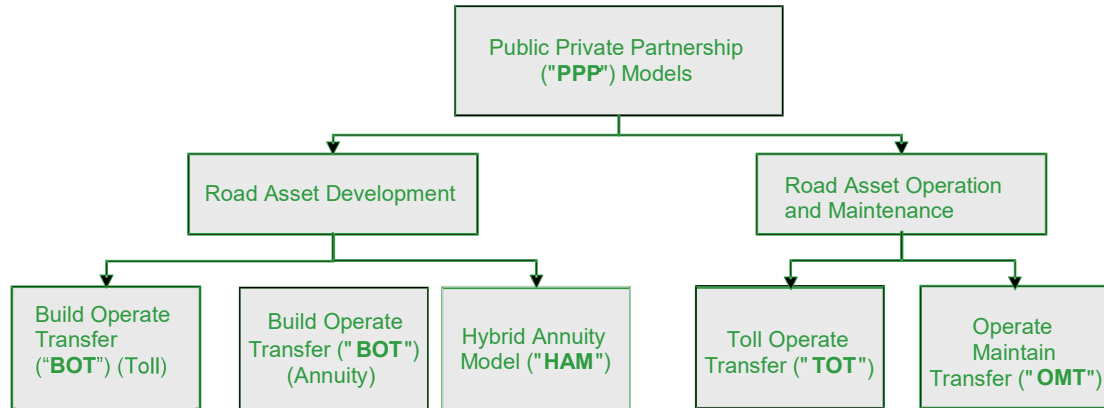 Public Private Partnership
("PPP") Models
Road Asset Development
Road Asset Operation
and Maintenance
Build Operate
Transfer
(“BOT”) (Toll)
Build Operate
Transfer ("BOT")
(Annuity)
Hybrid Annuity
Model ("HAM")
Toll Operate
Transfer ("TOT")
Operate
Maintain
Transfer ("OMT")